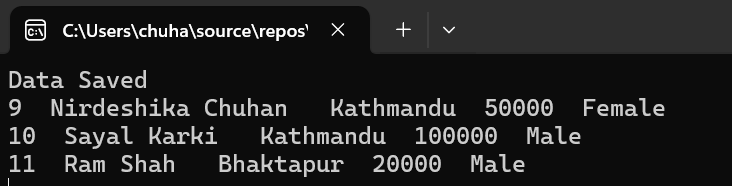 C:\Users\chuha\source\repos\
Data Saved
9  Nirdeshika Chuhan   Kathmandu  50000  Female
10  Sayal Karki   Kathmandu  100000  Male
11  Ram Shah   Bhaktapur  20000  Male